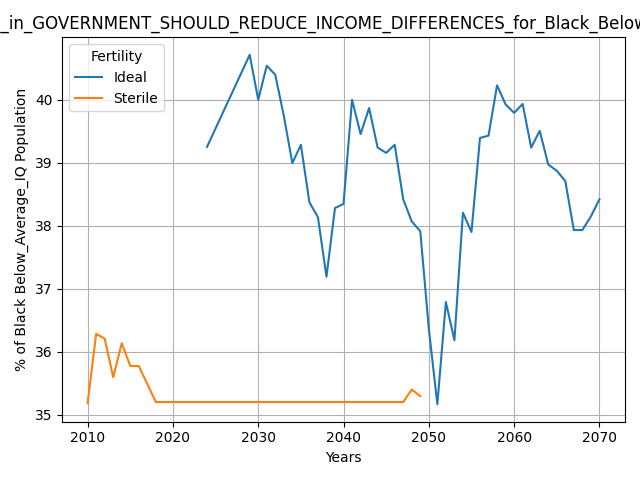 _in_GOVERNMENT_SHOULD_REDUCE_INCOME_DIFFERENCES_for_Black_Below
Fertility
Ideal
Sterile
% of Black Below_Average_IQ Population
40
39
38
37
36
35
2010 2020 2030 2040 2050 2060 2070
Years